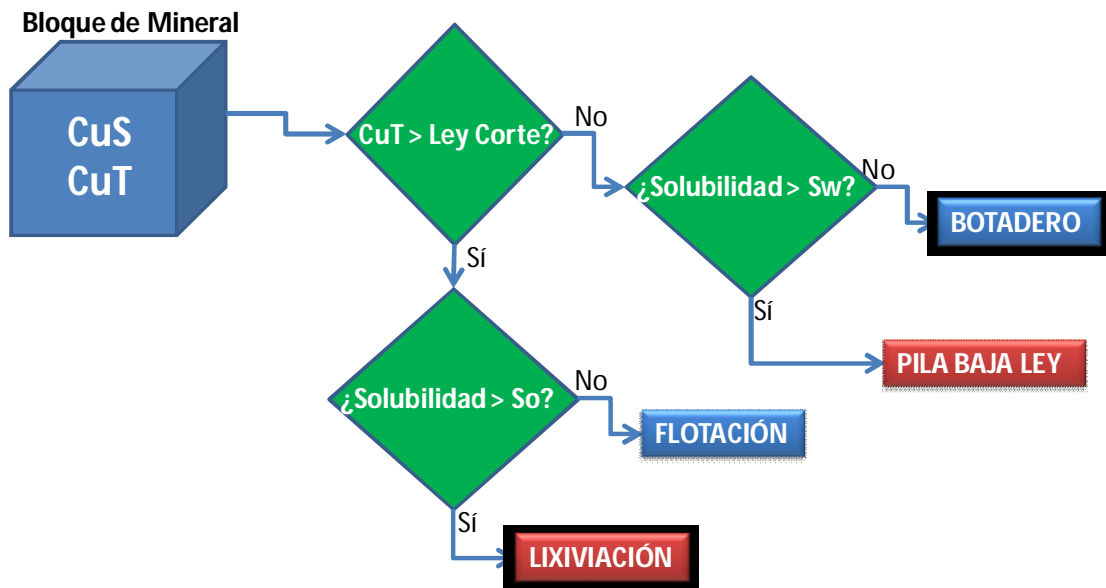 Bloque de Mineral
CuS
CuT
CuT > Ley Corte?
No
¿Solubilidad > Sw?
No
BOTADERO
Sí
Sí
PILA BAJA LEY
¿Solubilidad > So?
No
FLOTACIÓN
Sí
LIXIVIACIÓN